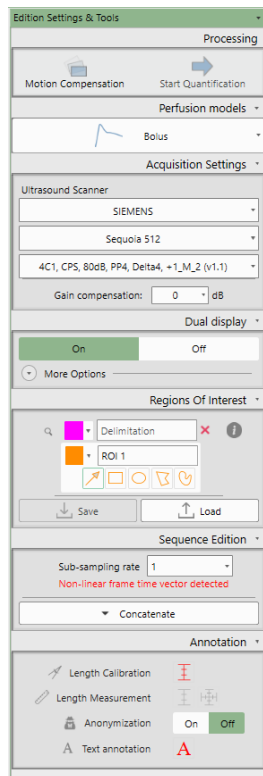 Edition Settings & Tools
Processing
Motion Compensation
Start Quantification
Perfusion models
Bolus
Acquisition Settings
Ultrasound Scanner
SIEMENS
Sequoia 512
4C1, CPS, 80dB, PP4, Delta4, +1_M_2 (v1.1)
Gain compensation: 0 dB
Dual display
On Off
More Options
Regions Of Interest
Delimitation
ROI 1
Save Load
Sequence Edition
Sub-sampling rate 1
Non-linear frame time vector detected
Concatenate
Annotation
Length Calibration
Length Measurement
Anonymization On Off
A Text annotation A